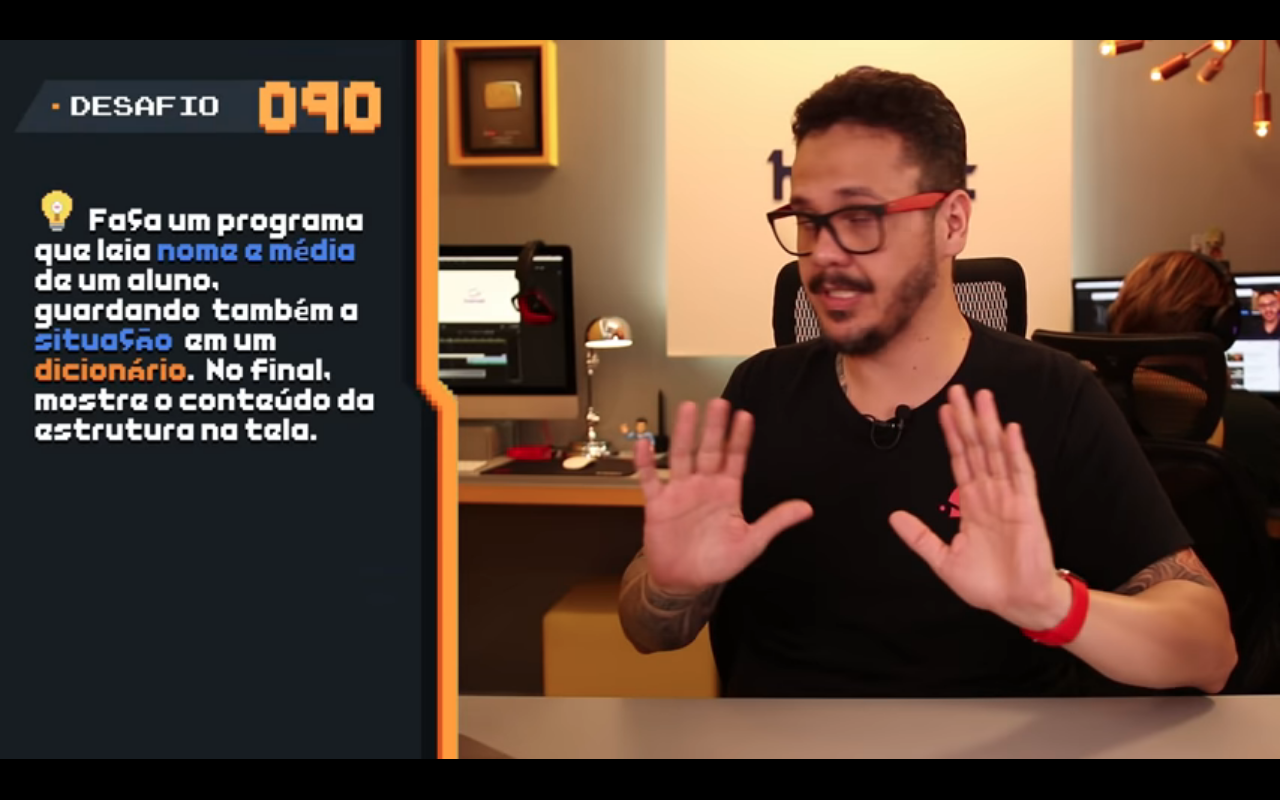 DESAFIO 090
Faça um programa
que leia nome e média
de um aluno,
guardando também a
situação em um
dicionário. No final,
mostre o conteúdo da
estrutura na tela.